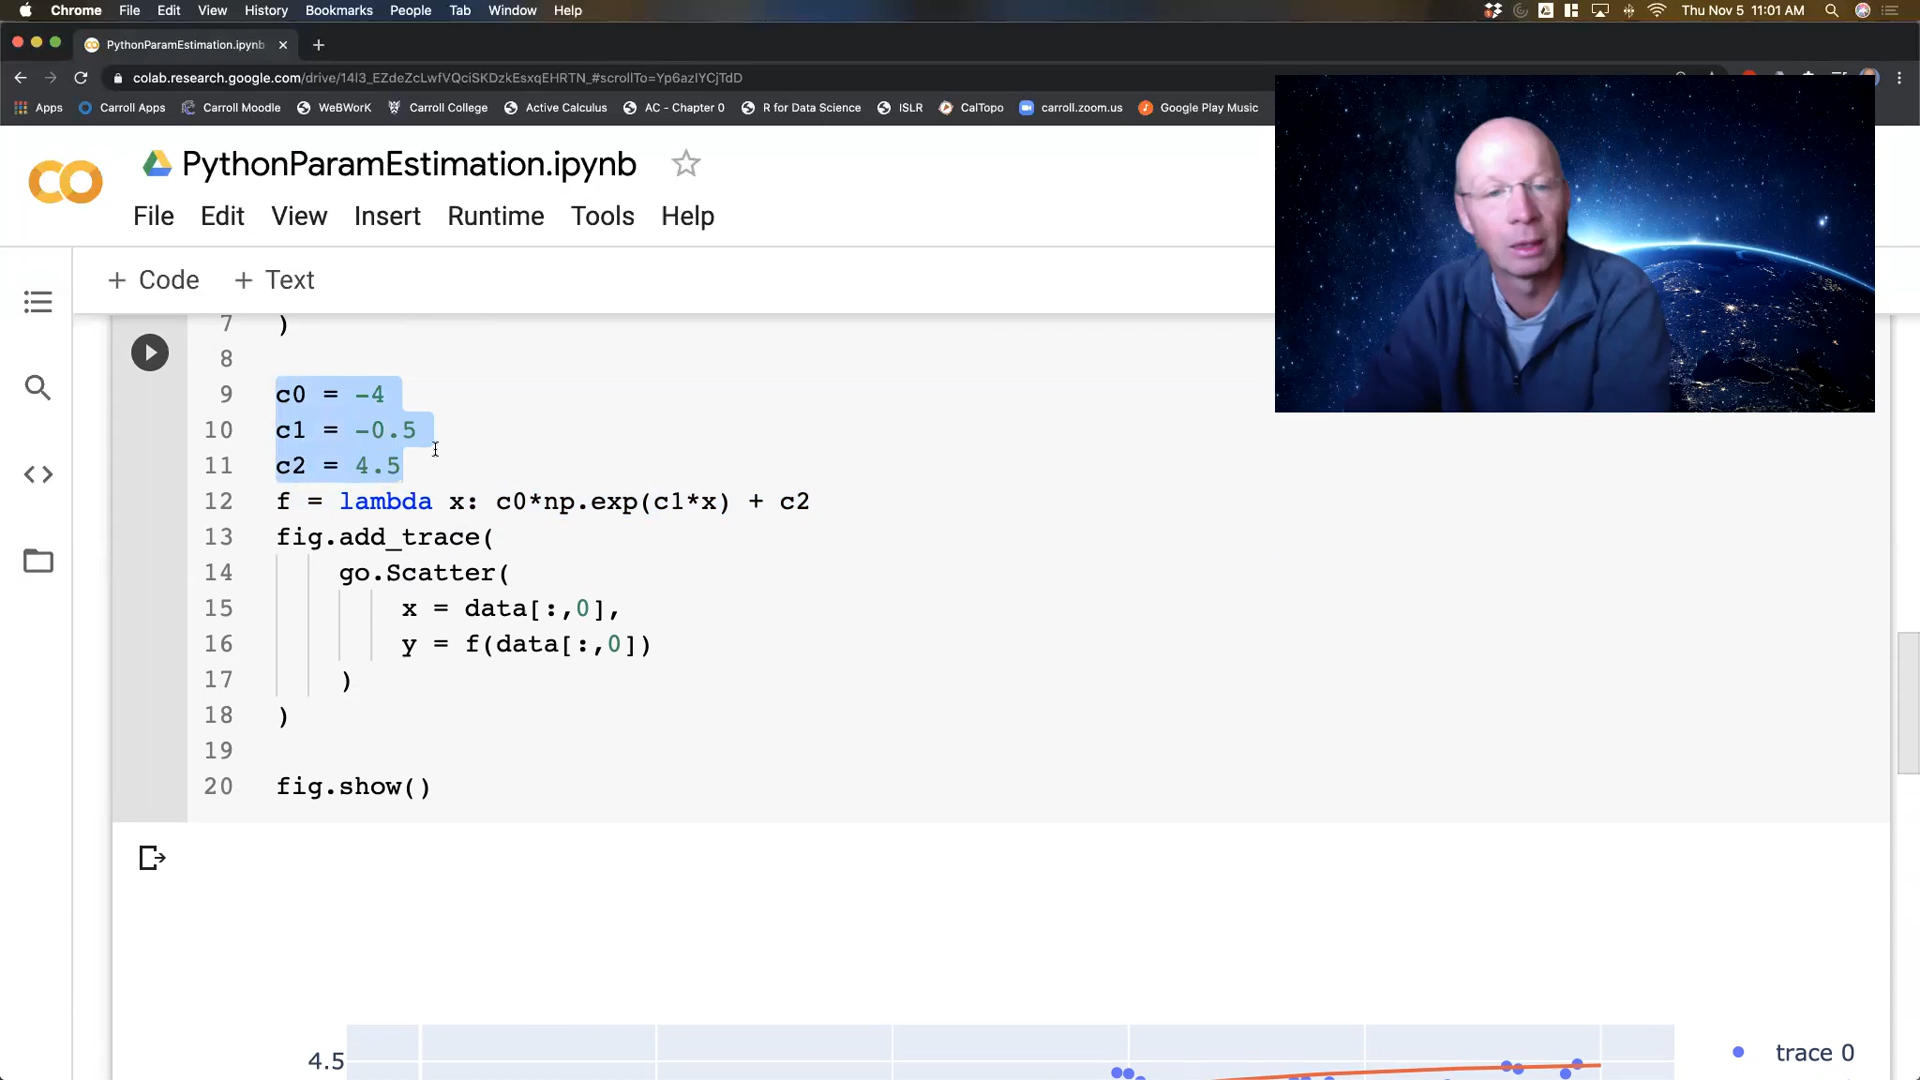 Chrome File Edit View History Bookmarks People Tab Window Help
Thu Nov 5 11:01 AM
PythonParamEstimation.ipynb
colab.research.google.com/drive/14l3_EZdeZcLwfVQciSKDzkEsxqEHRTN_#scrollTo=Yp6azIYCjTdD
Apps Carroll Apps Carroll Moodle WeBWorK Carroll College Active Calculus AC - Chapter 0 R for Data Science ISLR CalTopo carroll.zoom.us Google Play Music
PythonParamEstimation.ipynb
File Edit View Insert Runtime Tools Help
+ Code + Text
7 )
8
9 c0 = -4
10 c1 = -0.5
11 c2 = 4.5
12 f = lambda x: c0*np.exp(c1*x) + c2
13 fig.add_trace(
14 go.Scatter(
15 x = data[:,0],
16 y = f(data[:,0])
17 )
18 )
19
20 fig.show()
4.5
trace 0